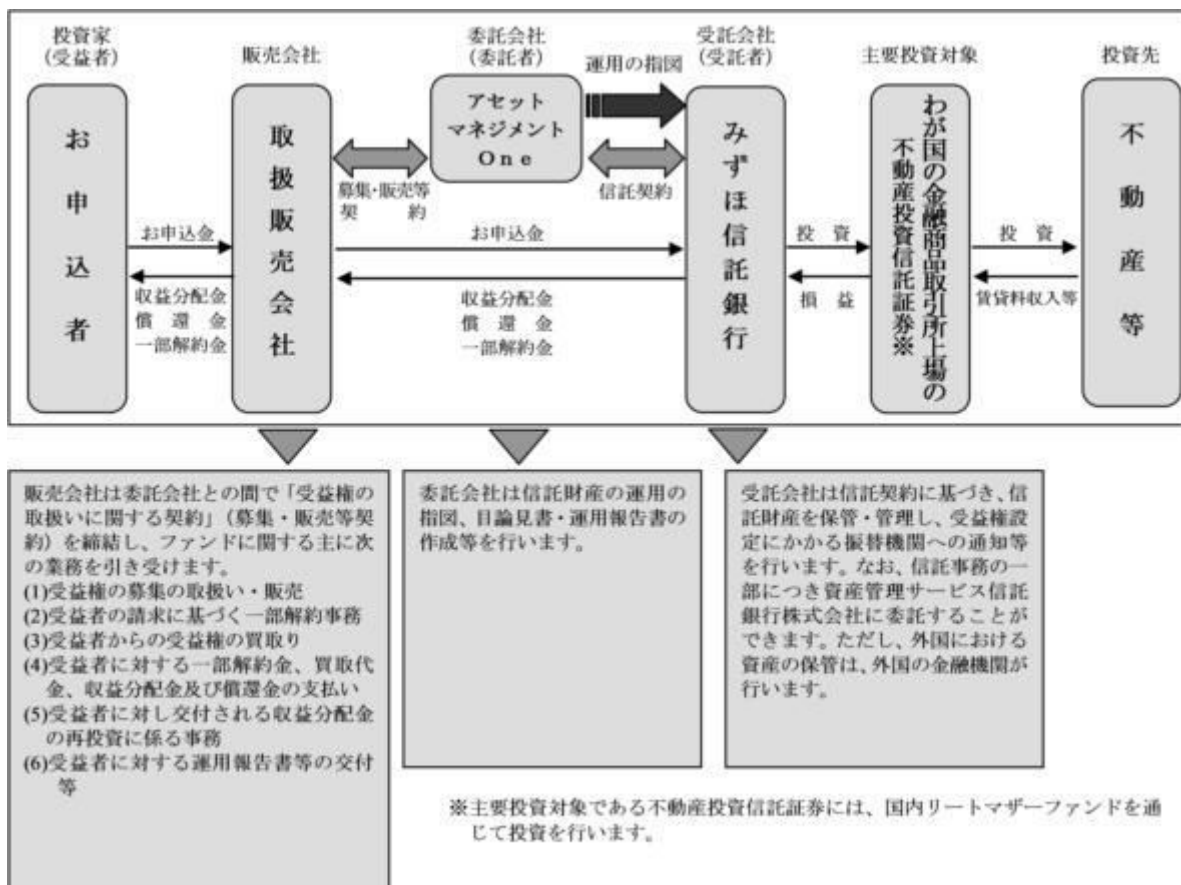 投資家
(受益者)
販売会社
委託会社
(委託者)
運用の指図
受託会社
(受託者)
主要投資対象
投資先
お申込者
取扱販売会社
アセット
マネジメント
One
みずほ信託銀行
わが国の金融商品取引所上場の
不動産投資信託証券※
不動産等
募集・販売等
契約
信託契約
お申込金
収益分配金
償還金
一部解約金
お申込金
収益分配金
償還金
一部解約金
投資
損益
投資
賃貸料収入等
販売会社は委託会社との間で「受益権の
取扱いに関する契約」（募集・販売等契
約）を締結し、ファンドに関する主に次
の業務を引き受けます。
(1)受益権の募集の取扱い・販売
(2)受益者の請求に基づく一部解約事務
(3)受益者からの受益権の買取り
(4)受益者に対する一部解約金、買取代
金、収益分配金及び償還金の支払い
(5)受益者に対し交付される収益分配金
の再投資に係る事務
(6)受益者に対する運用報告書等の交付
等
委託会社は信託財産の運用の
指図、目論見書・運用報告書の
作成等を行います。
受託会社は信託契約に基づき、信
託財産を保管・管理し、受益権設
定にかかる振替機関への通知等
を行います。なお、信託事務の一
部につき資産管理サービス信託
銀行株式会社に委託することが
できます。ただし、外国における
資産の保管は、外国の金融機関が
行います。
※主要投資対象である不動産投資信託証券には、国内リートマザーファンドを通
じて投資を行います。